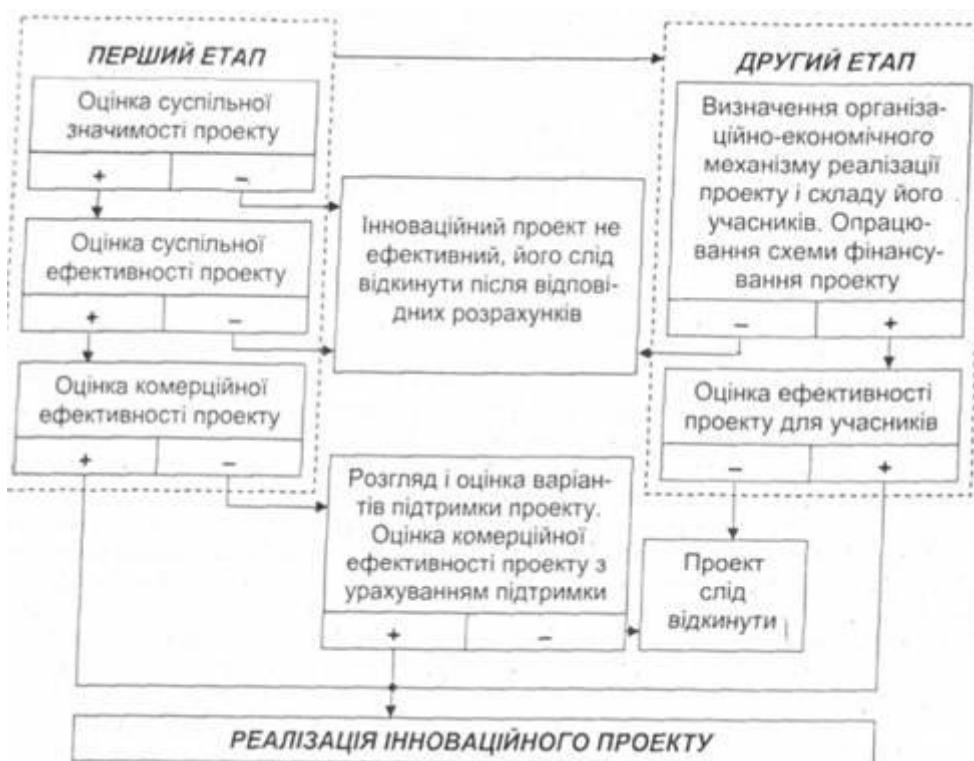 ПЕРШИЙ ЕТАП
Оцінка суспільної
значимості проекту
+ –
Оцінка суспільної
ефективності проекту
+ –
Оцінка комерційної
ефективності проекту
+ –
Інноваційний проект не
ефективний, його слід
відкинути після відпові-
дних розрахунків
Розгляд і оцінка варіан-
тів підтримки проекту.
Оцінка комерційної
ефективності проекту з
урахуванням підтримки
+ –
ДРУГИЙ ЕТАП
Визначення організа-
ційно-економічного
механізму реалізації
проекту і складу його
учасників. Опрацю-
вання схеми фінансу-
вання проекту
– +
Оцінка ефективності
проекту для учасників
– +
Проект
слід
відкинути
РЕАЛІЗАЦІЯ ІННОВАЦІЙНОГО ПРОЕКТУ